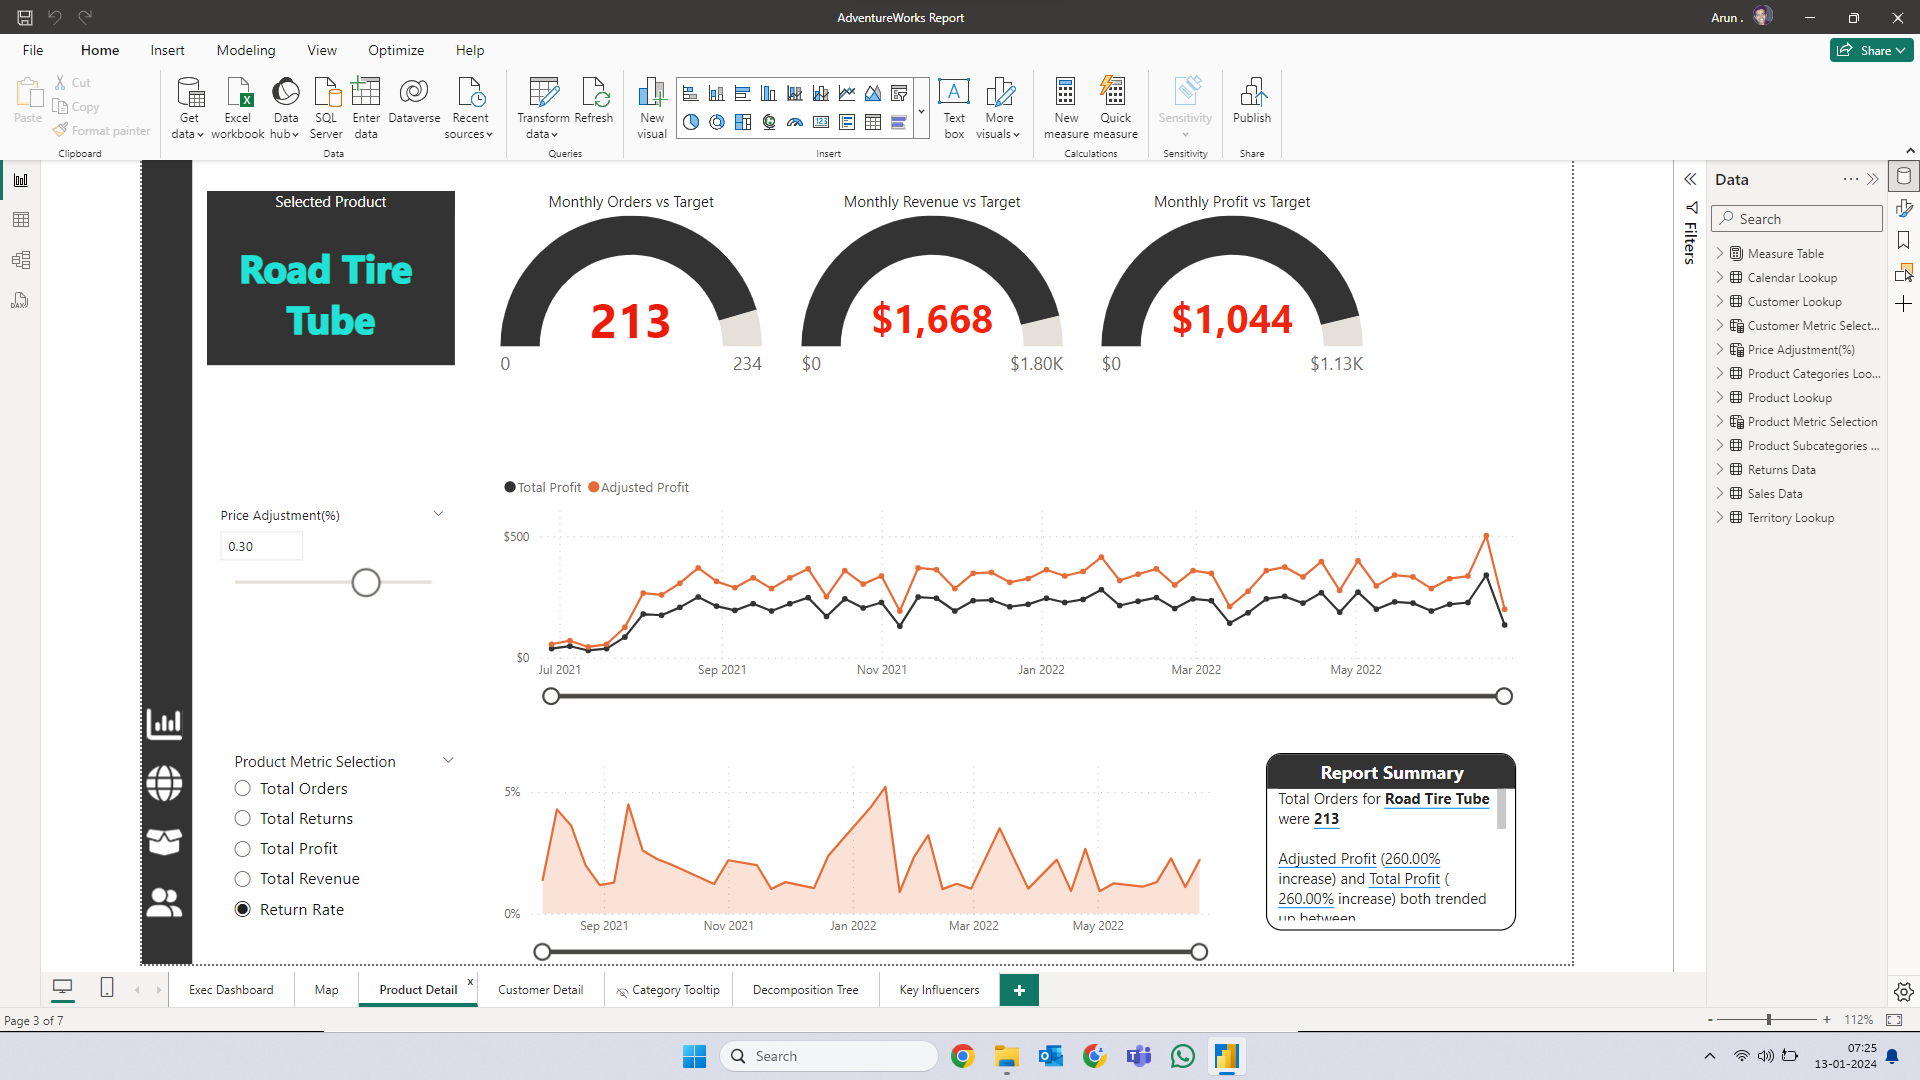 AdventureWorks Report
Arun .
File Home Insert Modeling View Optimize Help
Share
Paste
Cut
Copy
Format painter
Clipboard
Get data
Excel workbook
Data hub
SQL Server
Enter data
Dataverse
Recent sources
Data
Transform data
Refresh
Queries
New visual
Text box
More visuals
Insert
New measure
Quick measure
Calculations
Sensitivity
Sensitivity
Publish
Share
Selected Product
Road Tire
Tube
Monthly Orders vs Target
213
0 234
Monthly Revenue vs Target
$1,668
$0 $1.80K
Monthly Profit vs Target
$1,044
$0 $1.13K
Price Adjustment(%)
0.30
Total Profit Adjusted Profit
$500
$0
Jul 2021 Sep 2021 Nov 2021 Jan 2022 Mar 2022 May 2022
Product Metric Selection
Total Orders
Total Returns
Total Profit
Total Revenue
Return Rate
5%
0%
Sep 2021 Nov 2021 Jan 2022 Mar 2022 May 2022
Report Summary
Total Orders for Road Tire Tube
were 213
Adjusted Profit (260.00%
increase) and Total Profit (
260.00% increase) both trended
up between
Filters
Data
Search
Measure Table
Calendar Lookup
Customer Lookup
Customer Metric Select...
Price Adjustment(%)
Product Categories Loo...
Product Lookup
Product Metric Selection
Product Subcategories ...
Returns Data
Sales Data
Territory Lookup
Exec Dashboard Map Product Detail x Customer Detail Category Tooltip Decomposition Tree Key Influencers +
Page 3 of 7
- + 112%
Search
07:25
13-01-2024